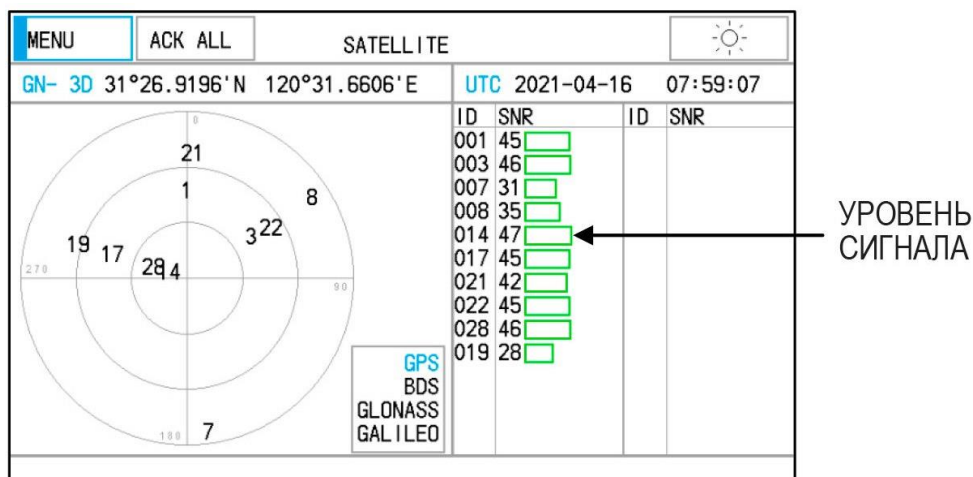 MENU
ACK ALL
SATELLITE
GN- 3D 31°26.9196'N 120°31.6606'E
UTC 2021-04-16 07:59:07
ID SNR ID SNR
001 45
003 46
007 31
008 35
014 47
017 45
021 42
022 45
028 46
019 28
0
21
1
8
3 22
19
17
28 14
270
90
180
7
GPS
BDS
GLONASS
GALILEO
УРОВЕНЬ
СИГНАЛА